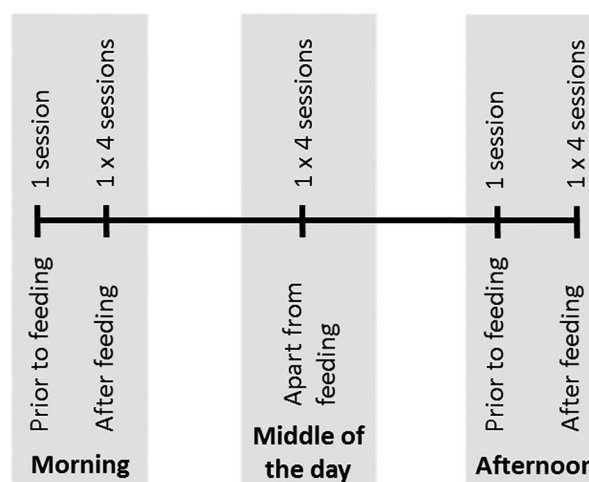 1 session
1 x 4 sessions
1 x 4 sessions
1 session
1 x 4 sessions
Prior to feeding
After feeding
Apart from
feeding
Prior to feeding
After feeding
Morning
Middle of
the day
Afternoon